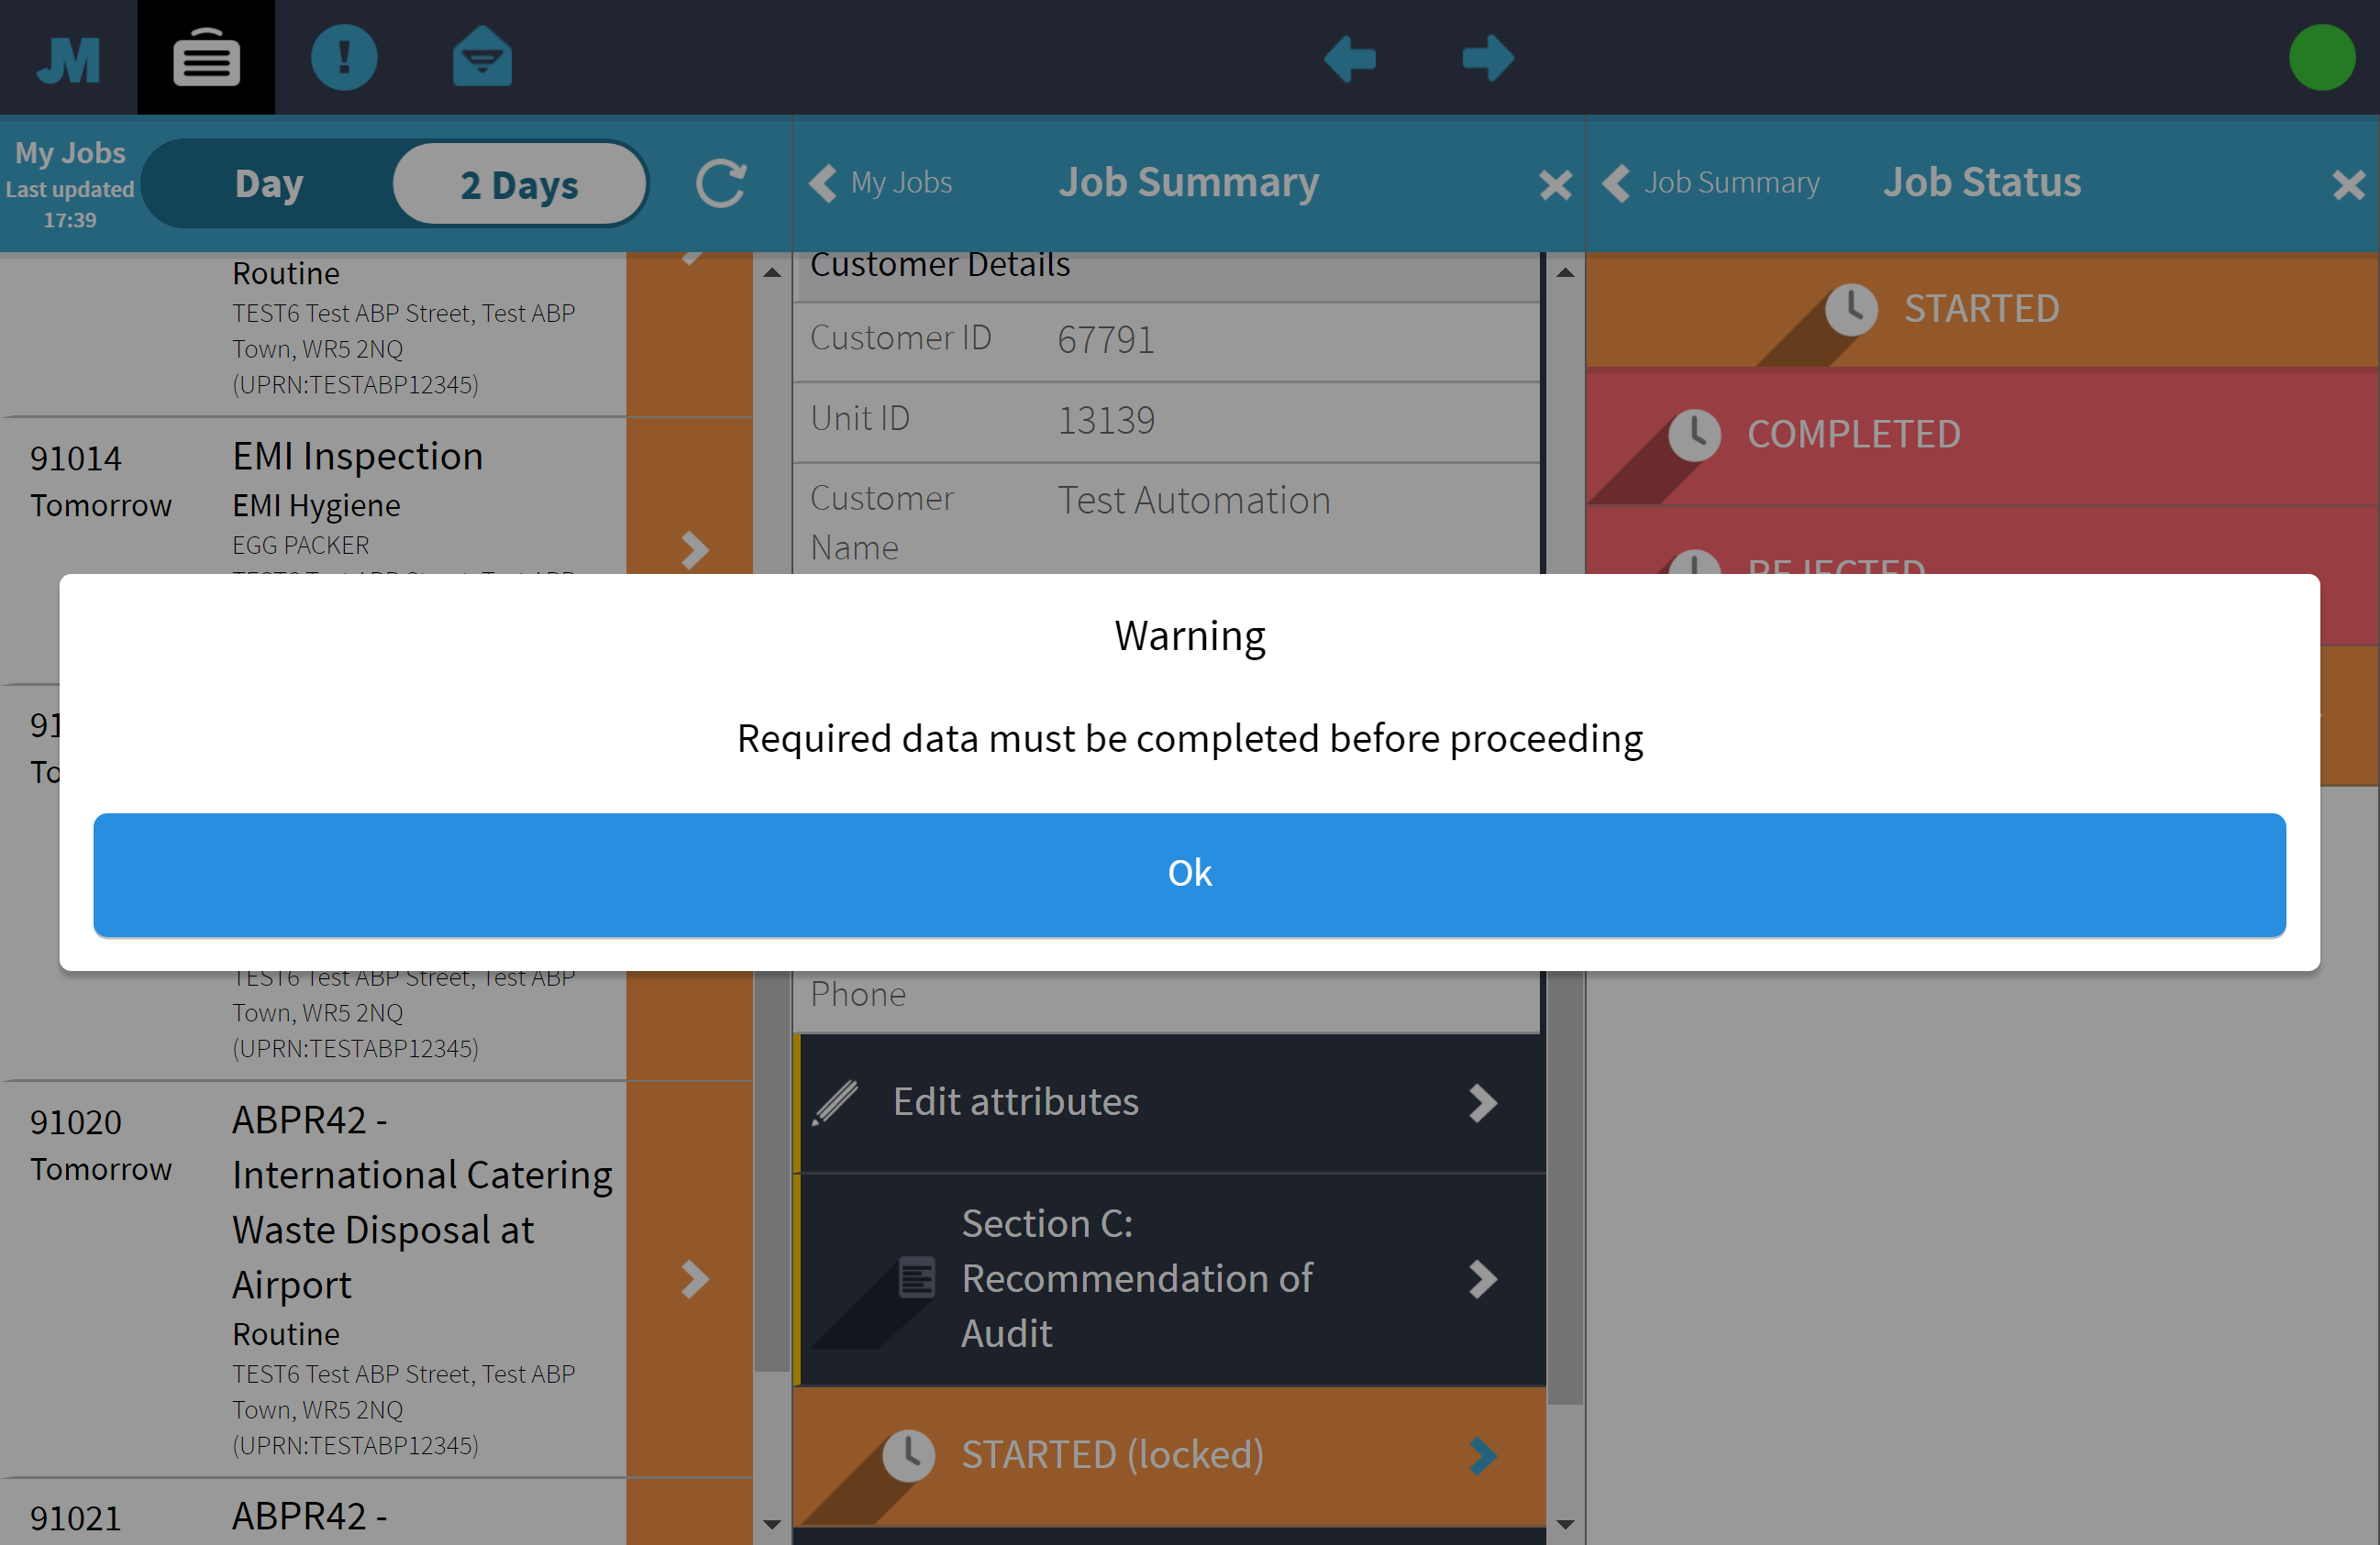 JM
My Jobs
Last updated
17:39
Day
2 Days
My Jobs
Job Summary
Job Summary
Job Status
Routine
TEST6 Test ABP Street, Test ABP
Town, WR5 2NQ
(UPRN:TESTABP12345)
91014
Tomorrow
EMI Inspection
EMI Hygiene
EGG PACKER
Customer Details
Customer ID
67791
Unit ID
13139
Customer
Name
Test Automation
STARTED
COMPLETED
REJECTED
Warning
Required data must be completed before proceeding
Ok
TEST6 Test ABP Street, Test ABP
Town, WR5 2NQ
(UPRN:TESTABP12345)
91020
Tomorrow
ABPR42 -
International Catering
Waste Disposal at
Airport
Routine
TEST6 Test ABP Street, Test ABP
Town, WR5 2NQ
(UPRN:TESTABP12345)
91021
ABPR42 -
Phone
Edit attributes
Section C:
Recommendation of
Audit
STARTED (locked)